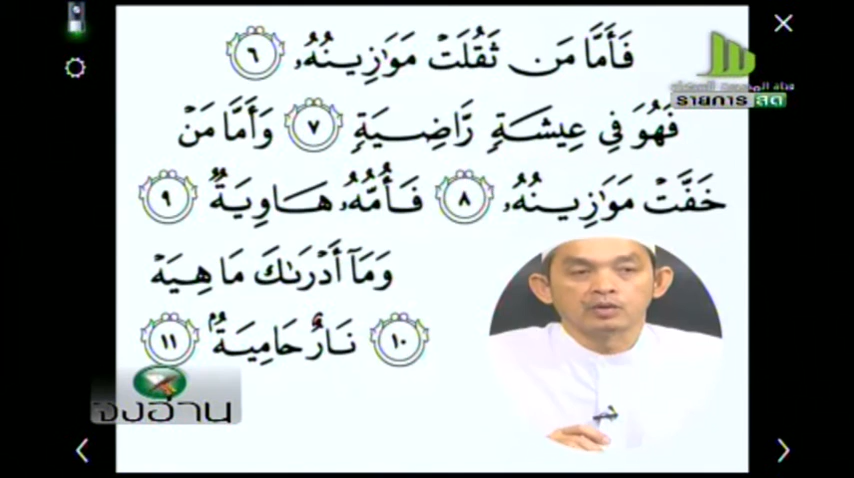 فَأَمَّا مَن ثَقُلَتْ مَوَٰزِينُهُۥ ٦
รายการ สด
فَهُوَ فِي عِيشَةٍ رَّاضِيَةٍ ٧ وَأَمَّا مَنْ
خَفَّتْ مَوَٰزِينُهُۥ ٨ فَأُمُّهُۥ هَاوِيَةٌ ٩
وَمَآ أَدْرَىٰكَ مَا هِيَهْ
١٠ نَارٌ حَامِيَةٌۢ ١١
จงอ่าน